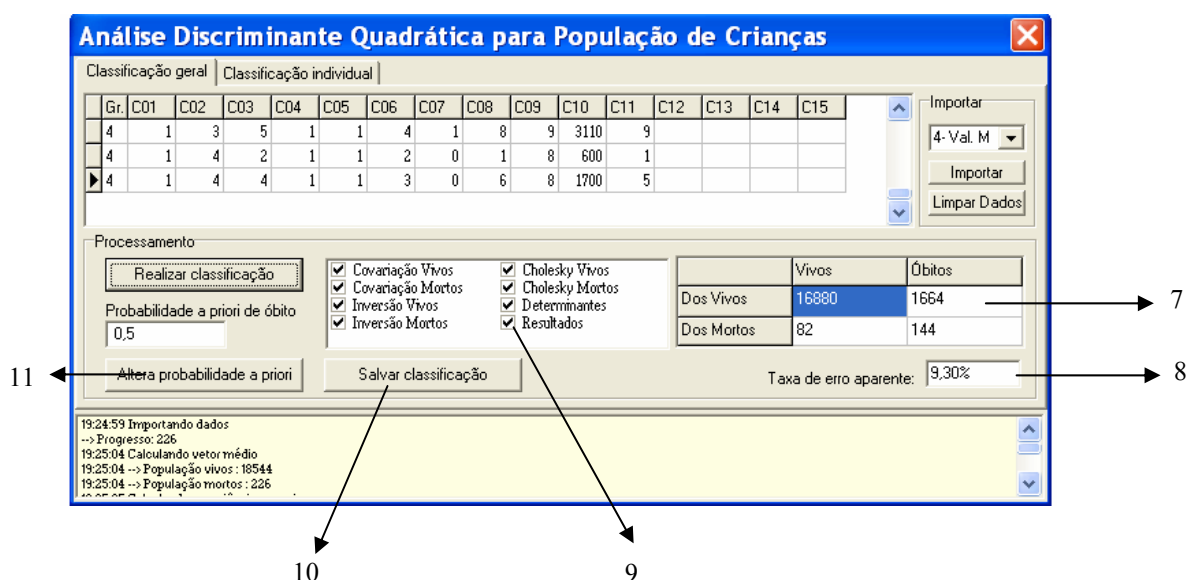 Análise Discriminante Quadrática para População de Crianças
Classificação geral Classificação individual
Gr. C01 C02 C03 C04 C05 C06 C07 C08 C09 C10 C11 C12 C13 C14 C15
4 1 3 5 1 1 4 1 8 9 3110 9
4 1 4 2 1 1 2 0 1 8 600 1
4 1 4 4 1 1 3 0 6 8 1700 5
Importar
4- Val. M
Importar
Limpar Dados
Processamento
Realizar classificação
Probabilidade a priori de óbito
0,5
Altera probabilidade a priori
Covariação Vivos
Covariação Mortos
Inversão Vivos
Inversão Mortos
Cholesky Vivos
Cholesky Mortos
Determinantes
Resultados
Salvar classificação
Vivos Óbitos
Dos Vivos 16880 1664
Dos Mortos 82 144
Taxa de erro aparente: 9,30%
19:24:59 Importando dados
--> Progresso: 226
19:25:04 Calculando vetor médio
19:25:04 --> População vivos : 18544
19:25:04 --> População mortos : 226
7
8
11
10
9